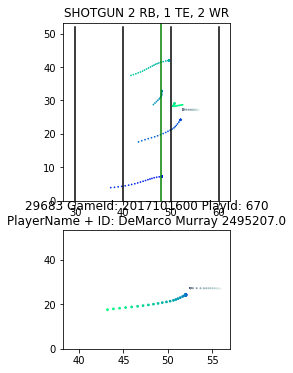 SHOTGUN 2 RB, 1 TE, 2 WR
50
40
30
20
10
0
30 40 50 60
29683 GameId: 2017101600 PlayId: 670
PlayerName + ID: DeMarco Murray 2495207.0
40
20
0
40 45 50 55